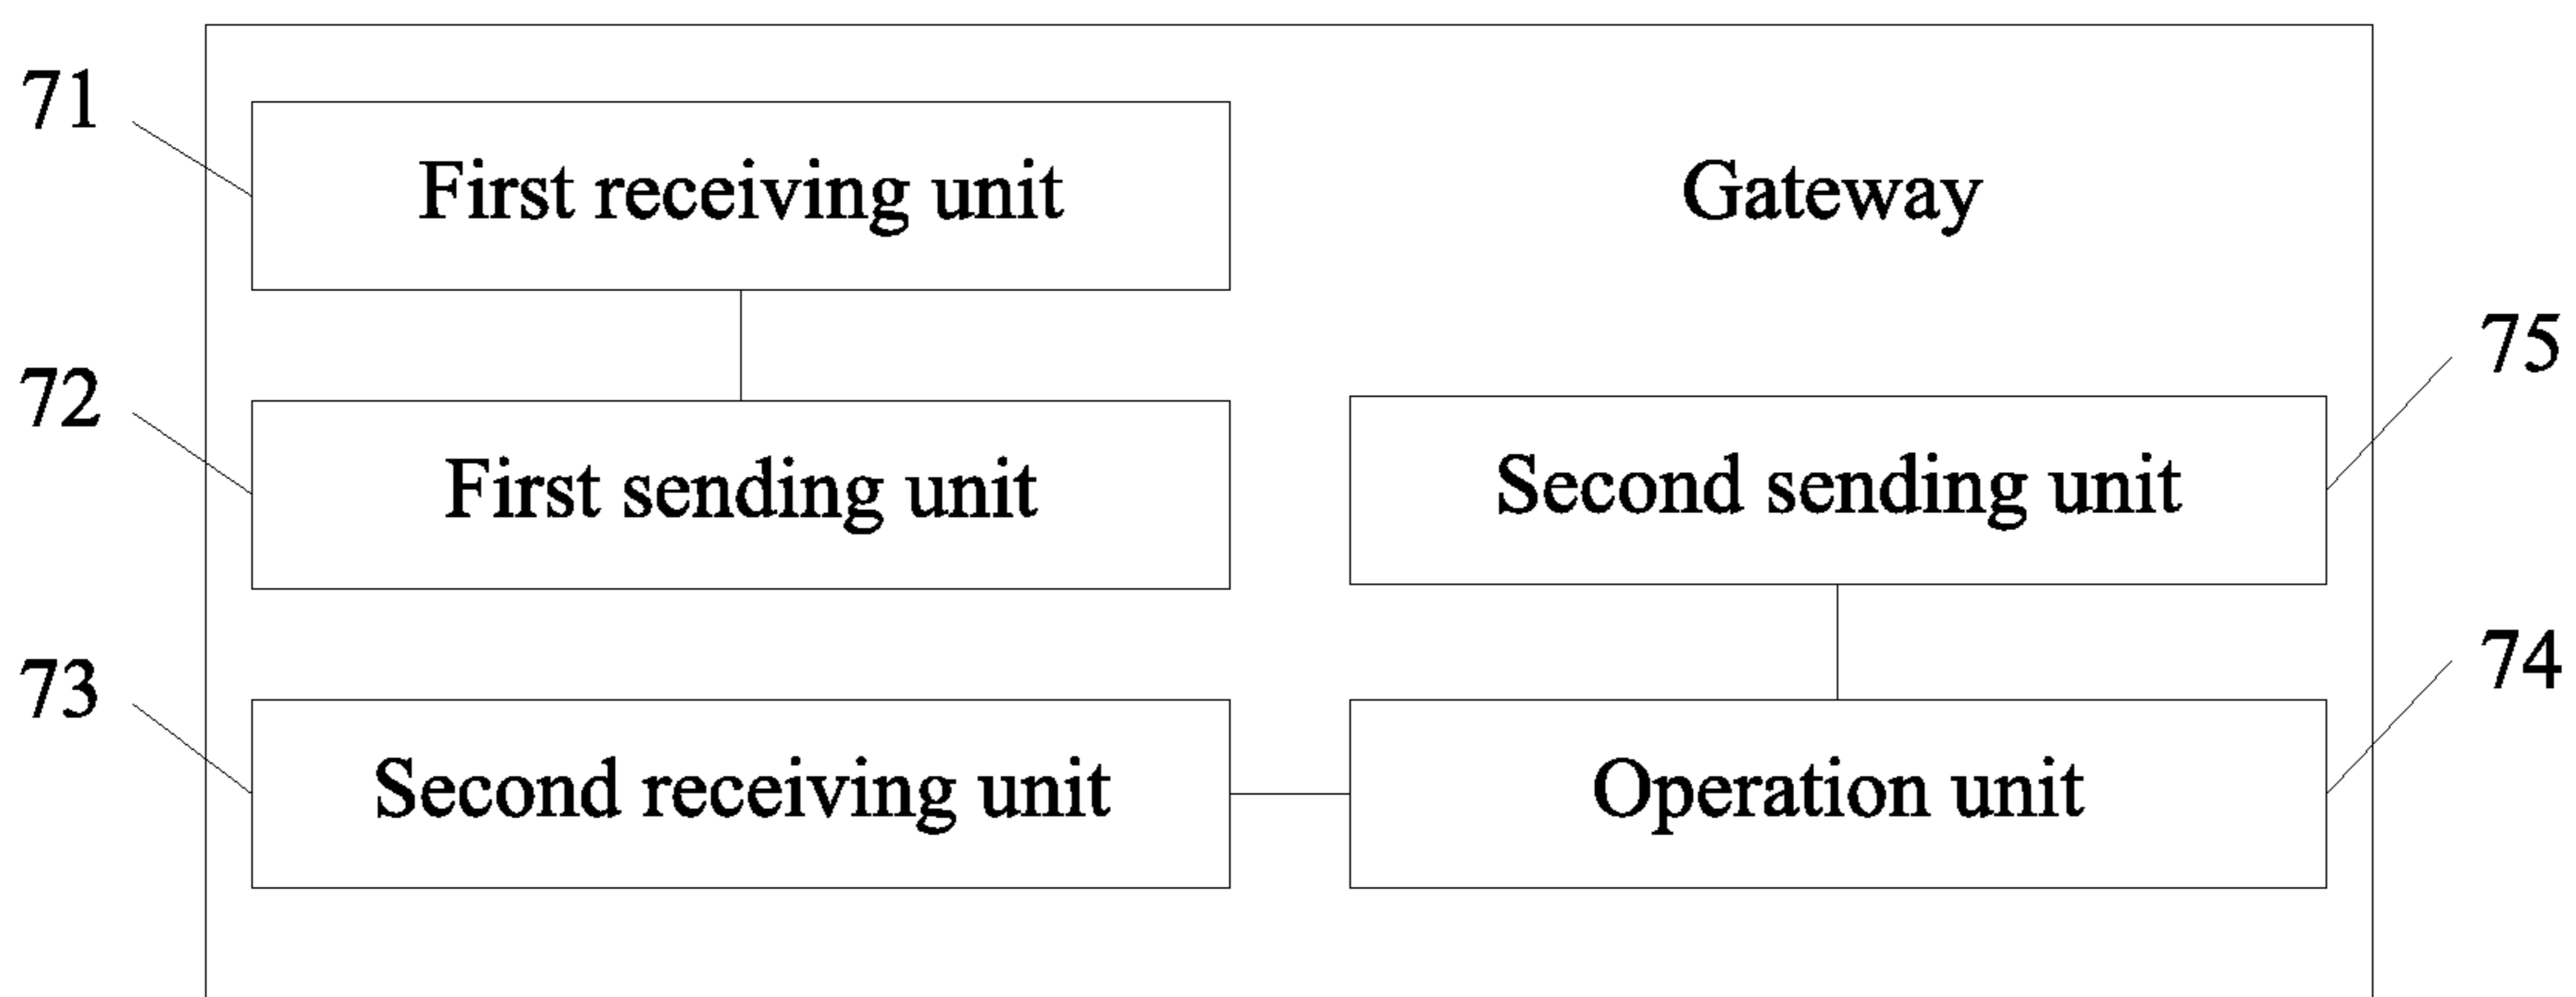 71
First receiving unit
Gateway
72
First sending unit
75
Second sending unit
73
Second receiving unit
74
Operation unit